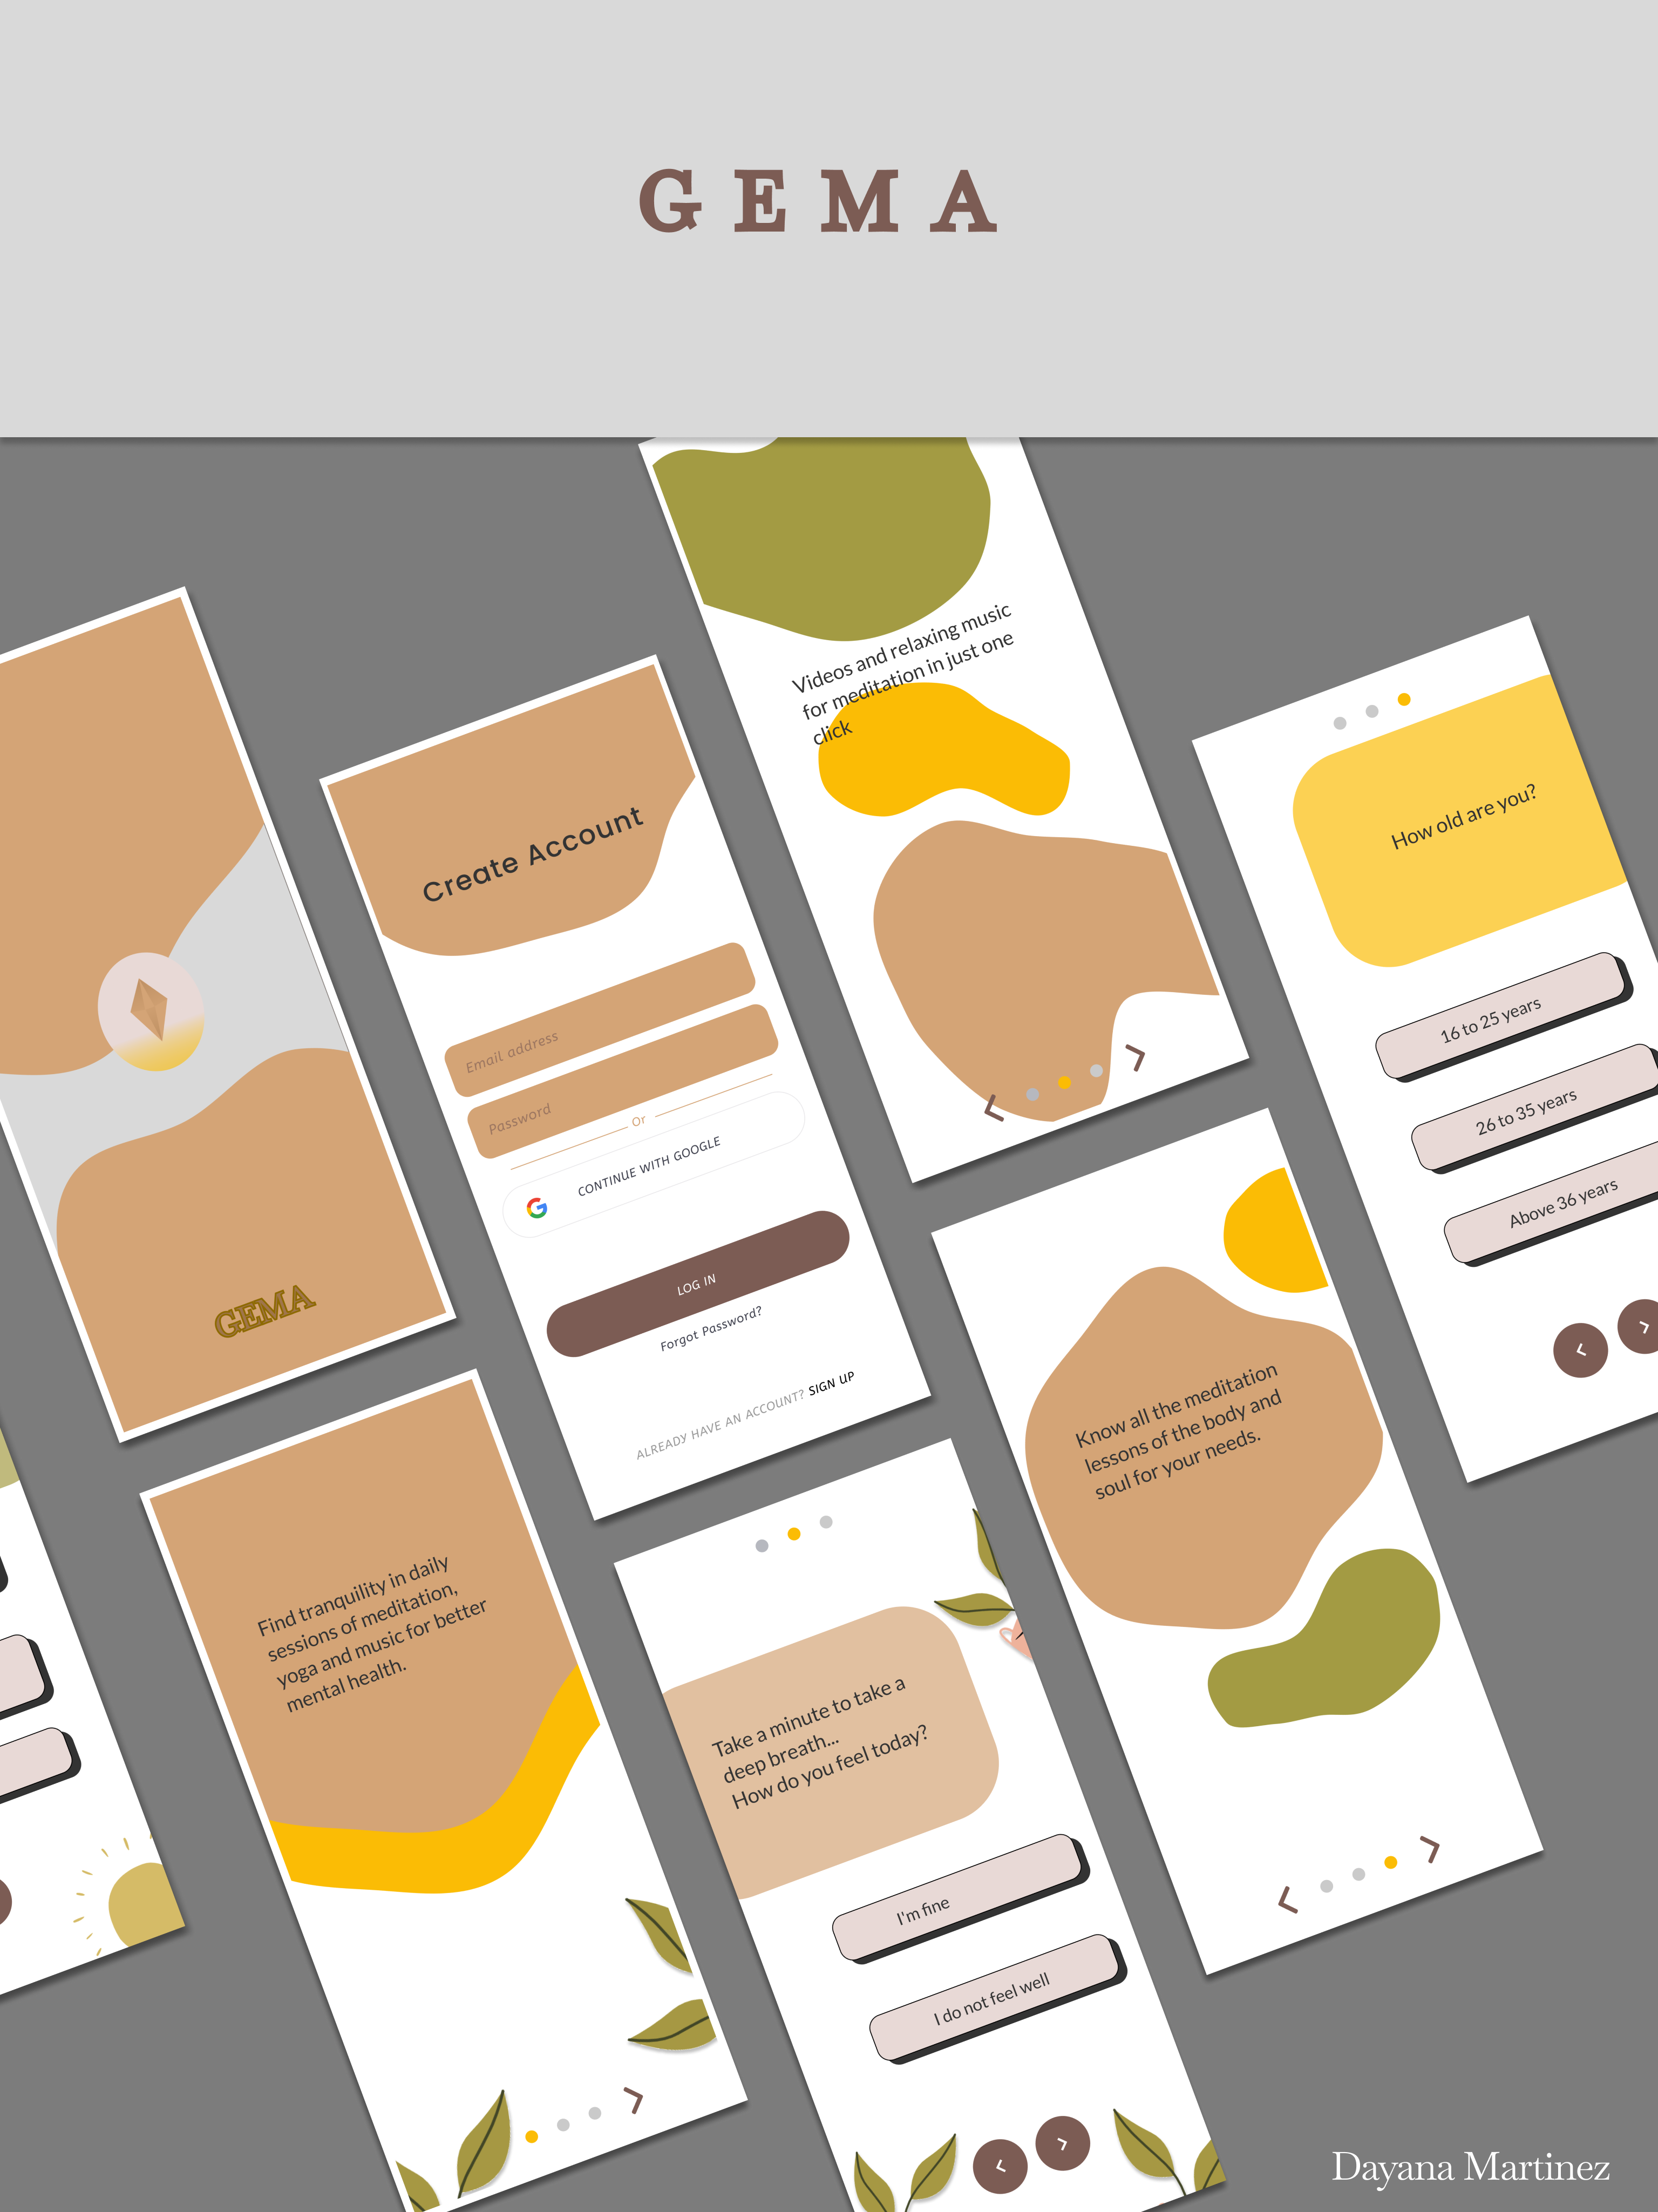 GEMA
Videos and relaxing music
for meditation in just one
click
How old are you?
16 to 25 years
26 to 35 years
Above 36 years
Create Account
Email address
Password
Or
CONTINUE WITH GOOGLE
LOG IN
Forgot Password?
ALREADY HAVE AN ACCOUNT? SIGN UP
GEMA
Know all the meditation
lessons of the body and
soul for your needs.
Find tranquility in daily
sessions of meditation,
yoga and music for better
mental health.
Take a minute to take a
deep breath...
How do you feel today?
I'm fine
I do not feel well
Dayana Martinez